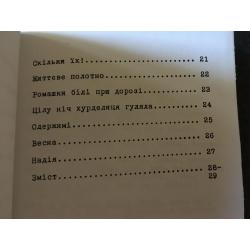 Скільки їх!..................21
Життєве полотно..............22
Ромашки білі при дорозі......23
Цілу ніч хурделиця гуляла....24
Одержимі.....................25
Весна........................26
Надія........................27
Зміст........................28-
29